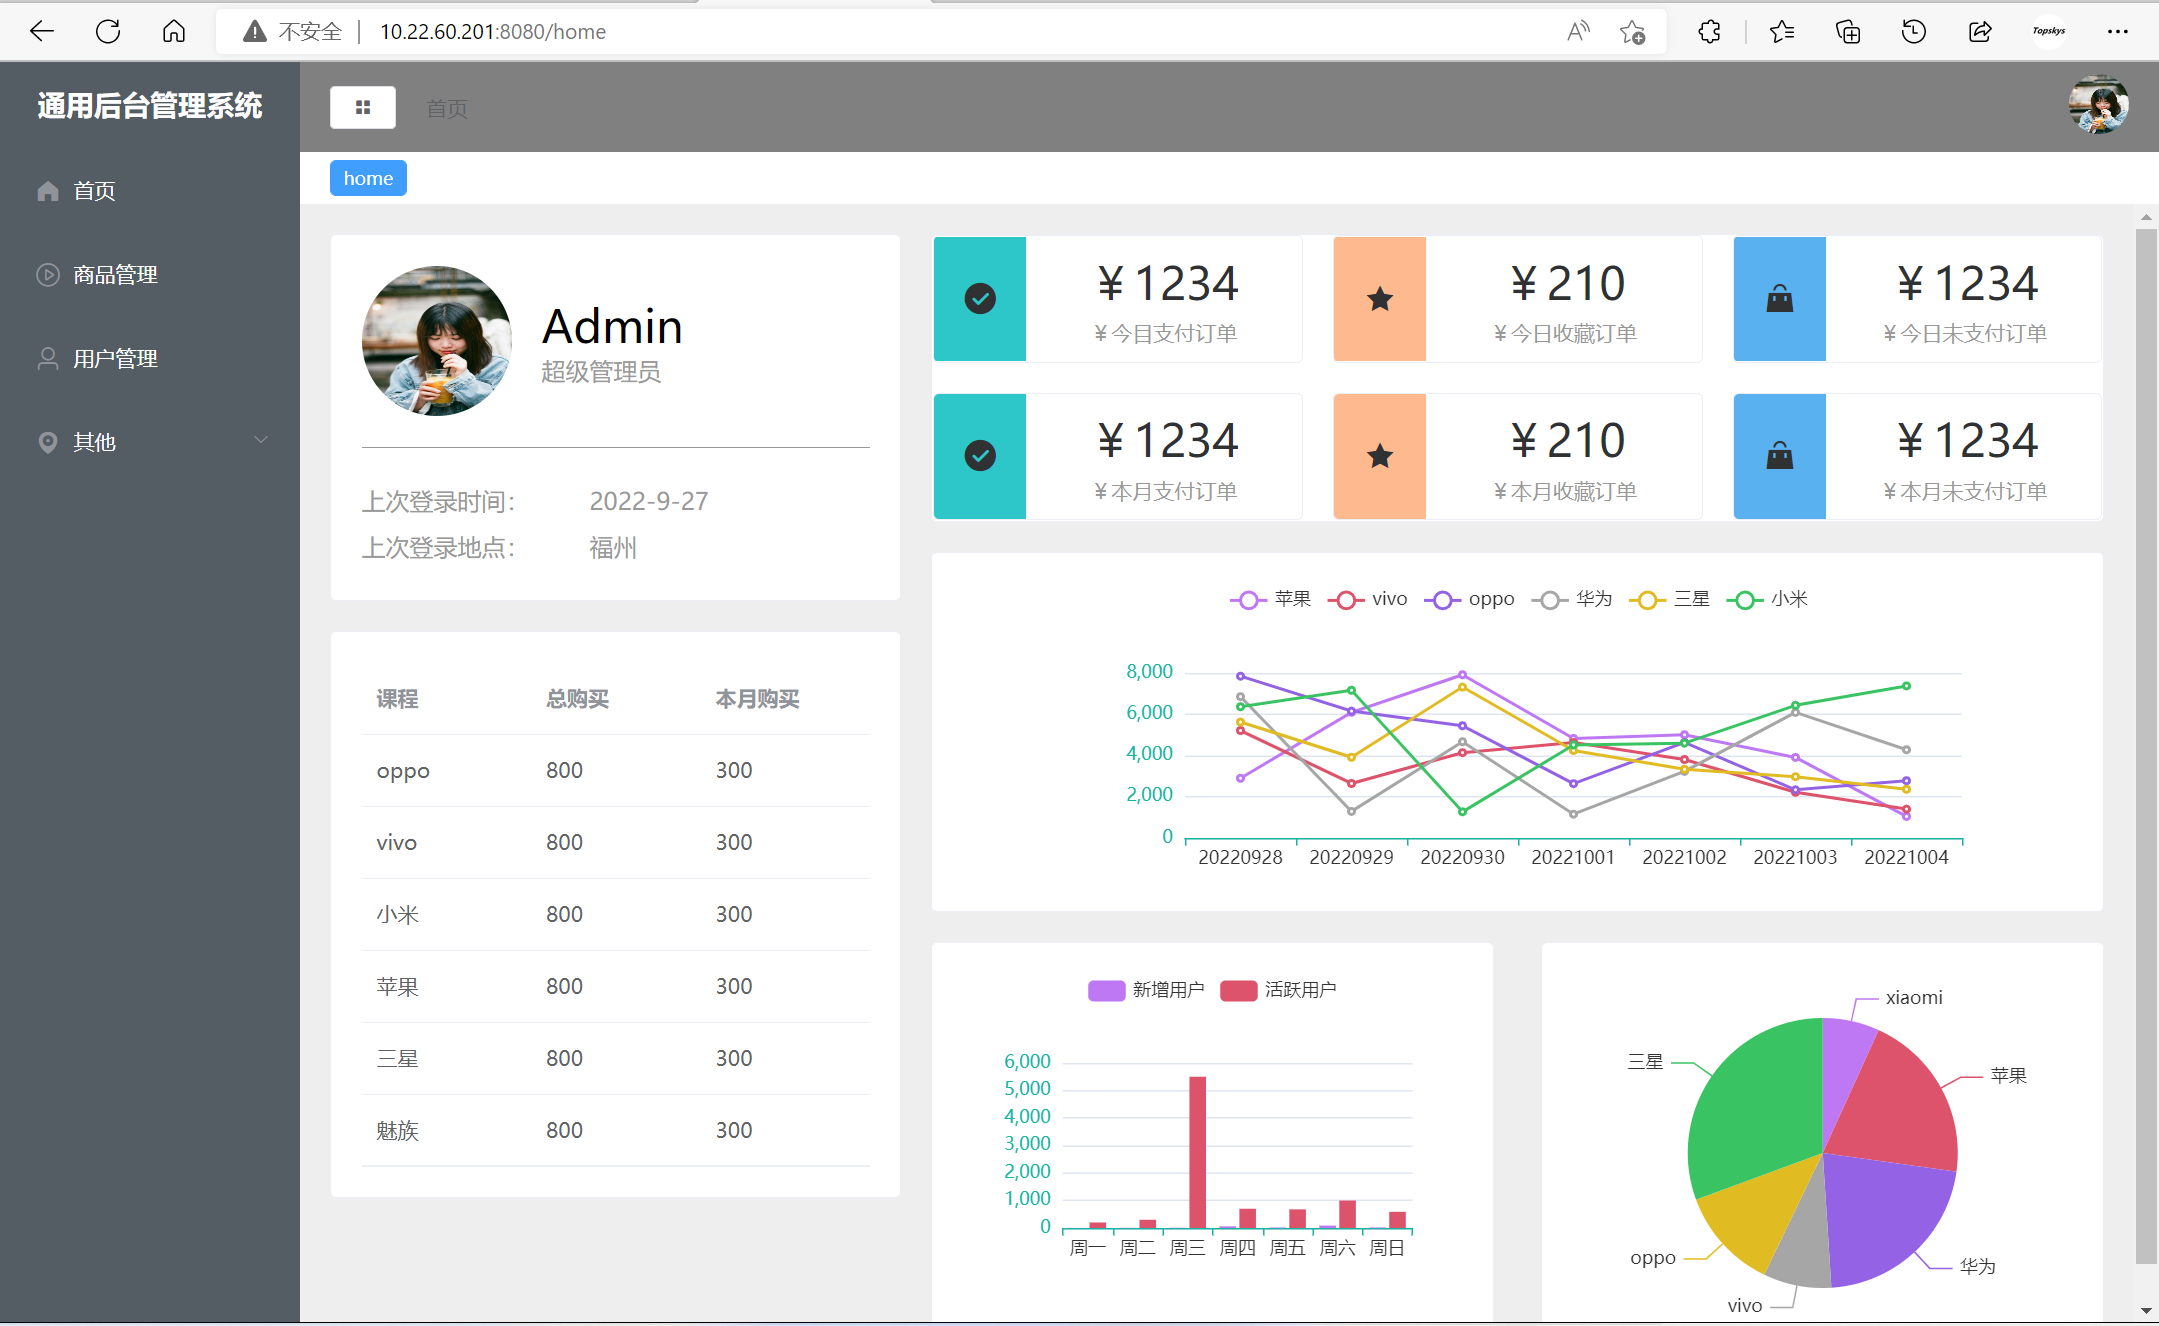 不安全 10.22.60.201:8080/home
Topskys
通用后台管理系统
首页
商品管理
用户管理
其他
首页
home
Admin
超级管理员
上次登录时间： 2022-9-27
上次登录地点： 福州
课程 总购买 本月购买
oppo 800 300
vivo 800 300
小米 800 300
苹果 800 300
三星 800 300
魅族 800 300
￥1234
￥今日支付订单
￥210
￥今日收藏订单
￥1234
￥今日未支付订单
￥1234
￥本月支付订单
￥210
￥本月收藏订单
￥1234
￥本月未支付订单
苹果 vivo oppo 华为 三星 小米
8,000
6,000
4,000
2,000
0
20220928 20220929 20220930 20221001 20221002 20221003 20221004
新增用户 活跃用户
6,000
5,000
4,000
3,000
2,000
1,000
0
周一 周二 周三 周四 周五 周六 周日
xiaomi
三星
苹果
oppo
华为
vivo